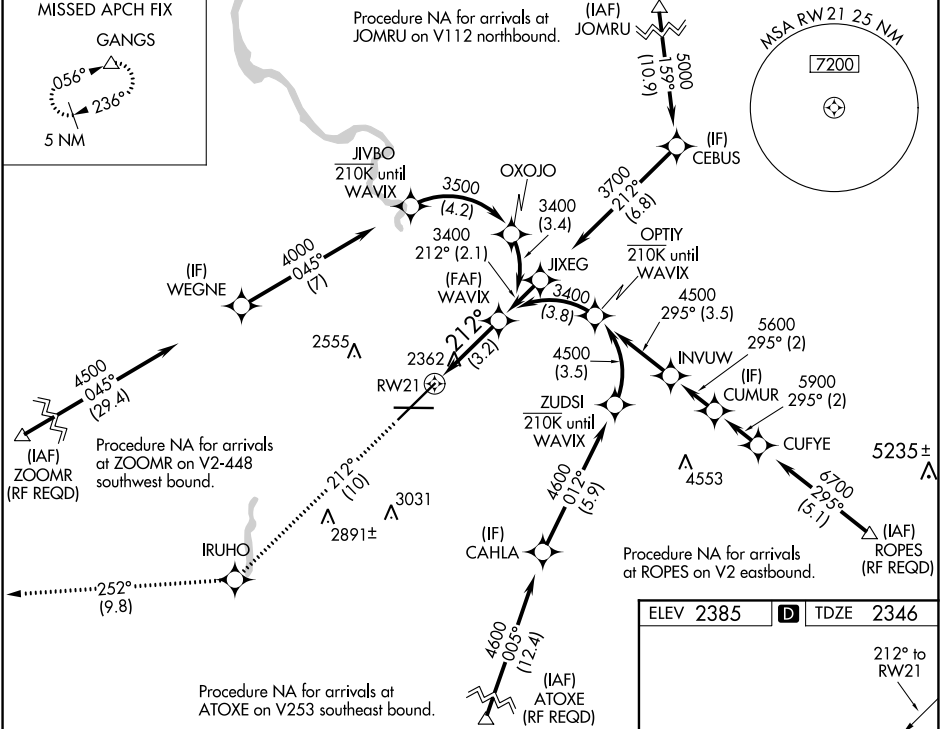 MISSED APCH FIX
GANGS
056°
236°
5 NM
Procedure NA for arrivals at
JOMRU on V112 northbound.
(IAF)
JOMRU
5000
159°
(10.9)
MSA RW21 25 NM
7200
(IF)
CEBUS
3700
212°
(6.8)
JIVBO
210K until
WAVIX
3500
(4.2)
OXOJO
3400
(3.4)
3400
212° (2.1)
JIXEG
OPTIY
210K until
WAVIX
4000
045°
(7)
(IF)
WEGNE
(FAF)
WAVIX
3400
(3.8)
4500
295° (3.5)
212°
(3.2)
2555
2362
RW21
4500
(3.5)
INVUW
5600
295° (2)
(IF)
CUMUR
5900
295° (2)
CUFYE
ZUDSI
210K until
WAVIX
4500
045°
(29.4)
(IAF)
ZOOMR
(RF REQD)
Procedure NA for arrivals
at ZOOMR on V2-448
southwest bound.
4553
5235±
6700
295°
(5.1)
(IAF)
ROPES
(RF REQD)
212°
(10)
3031
2891±
4600
012°
(5.9)
(IF)
CAHLA
Procedure NA for arrivals
at ROPES on V2 eastbound.
IRUHO
252°
(9.8)
4600
005°
(12.4)
(IAF)
ATOXE
(RF REQD)
Procedure NA for arrivals at
ATOXE on V253 southeast bound.
ELEV 2385 D TDZE 2346
212° to
RW21